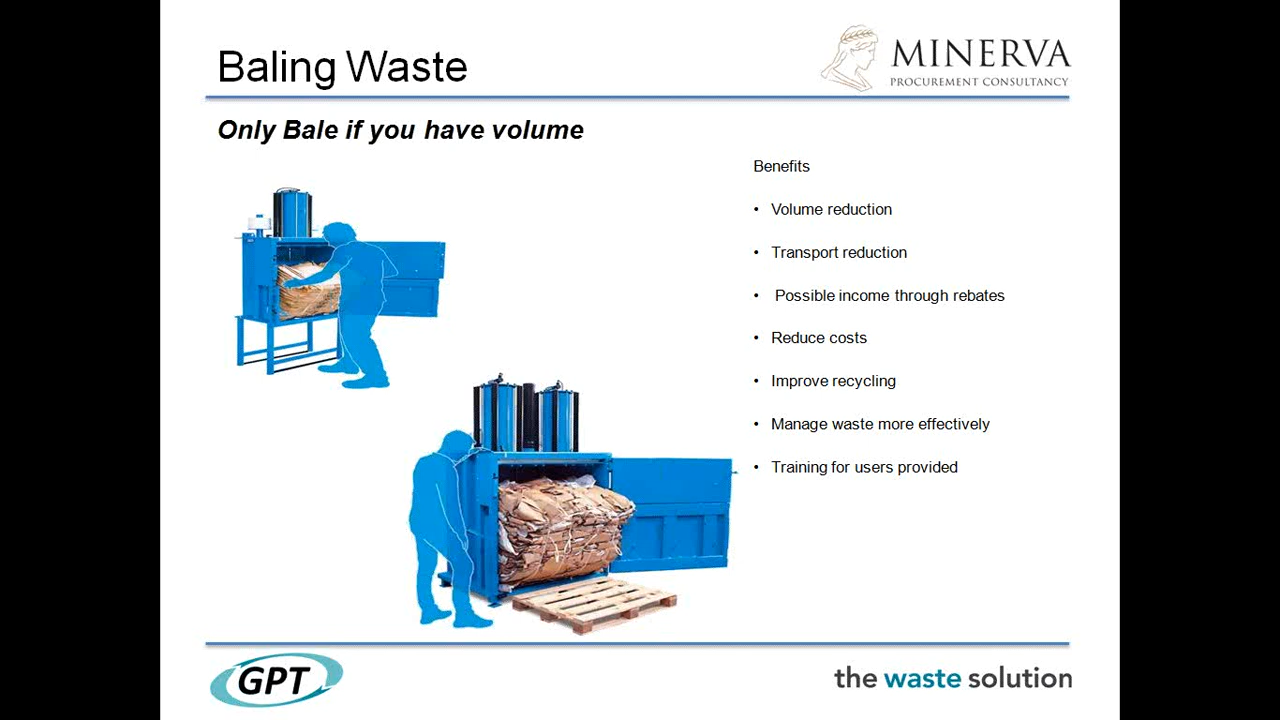 Baling Waste
MINERVA
PROCUREMENT CONSULTANCY
Only Bale if you have volume
Benefits
• Volume reduction
• Transport reduction
• Possible income through rebates
• Reduce costs
• Improve recycling
• Manage waste more effectively
• Training for users provided
GPT
the waste solution